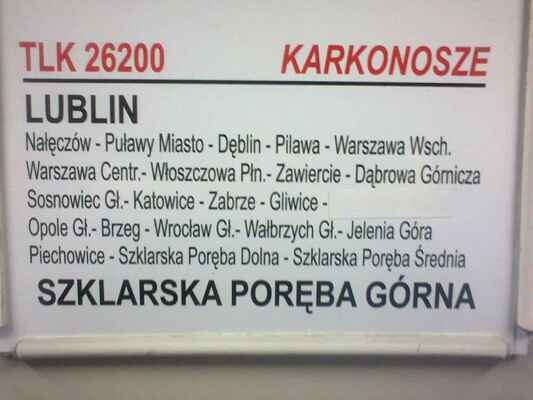 TLK 26200 KARKONOSZE
LUBLIN
Nałęczów - Puławy Miasto - Dęblin - Pilawa - Warszawa Wsch.
Warszawa Centr.- Włoszczowa Płn.- Zawiercie - Dąbrowa Górnicza
Sosnowiec Gł.- Katowice - Zabrze - Gliwice -
Opole Gł.- Brzeg - Wrocław Gł.- Wałbrzych Gł.- Jelenia Góra
Piechowice - Szklarska Poręba Dolna - Szklarska Poręba Średnia
SZKLARSKA PORĘBA GÓRNA